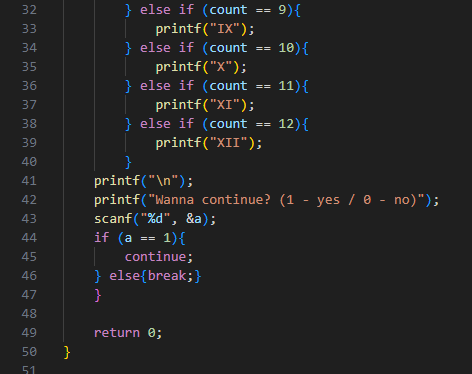 32 } else if (count == 9){
33 printf("IX");
34 } else if (count == 10){
35 printf("X");
36 } else if (count == 11){
37 printf("XI");
38 } else if (count == 12){
39 printf("XII");
40 }
41 printf("\n");
42 printf("Wanna continue? (1 - yes / 0 - no)");
43 scanf("%d", &a);
44 if (a == 1){
45 continue;
46 } else{break;}
47 }
48
49 return 0;
50 }
51